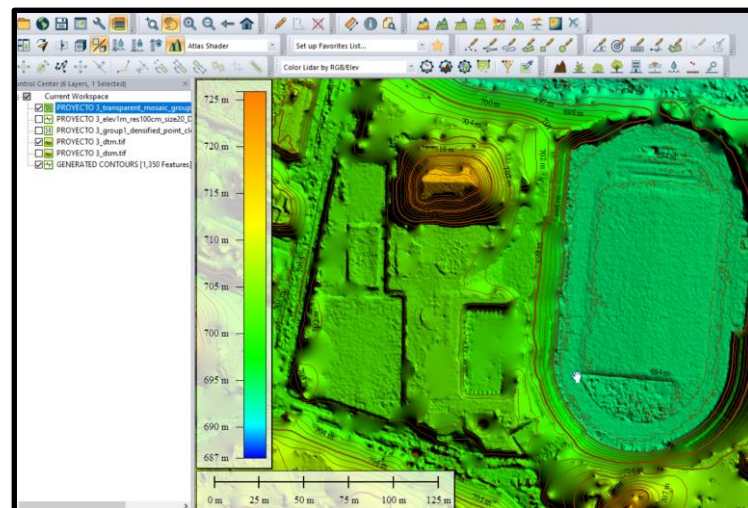 Atlas Shader
Set up Favorites List...
Color Lidar by RGB/Elev
Control Center (6 Layers, 1 Selected)
Current Workspace
PROYECTO 3_transparent_mosaic_group
PROYECTO 3_elev1m_res100cm_size20_D
PROYECTO 3_group1_densified_point_cl
PROYECTO 3_dtm.tif
PROYECTO 3_dsm.tif
GENERATED CONTOURS [1,350 Features]
725 m
720 m
715 m
710 m
705 m
700 m
695 m
690 m
687 m
0 m 25 m 50 m 75 m 100 m 125 m